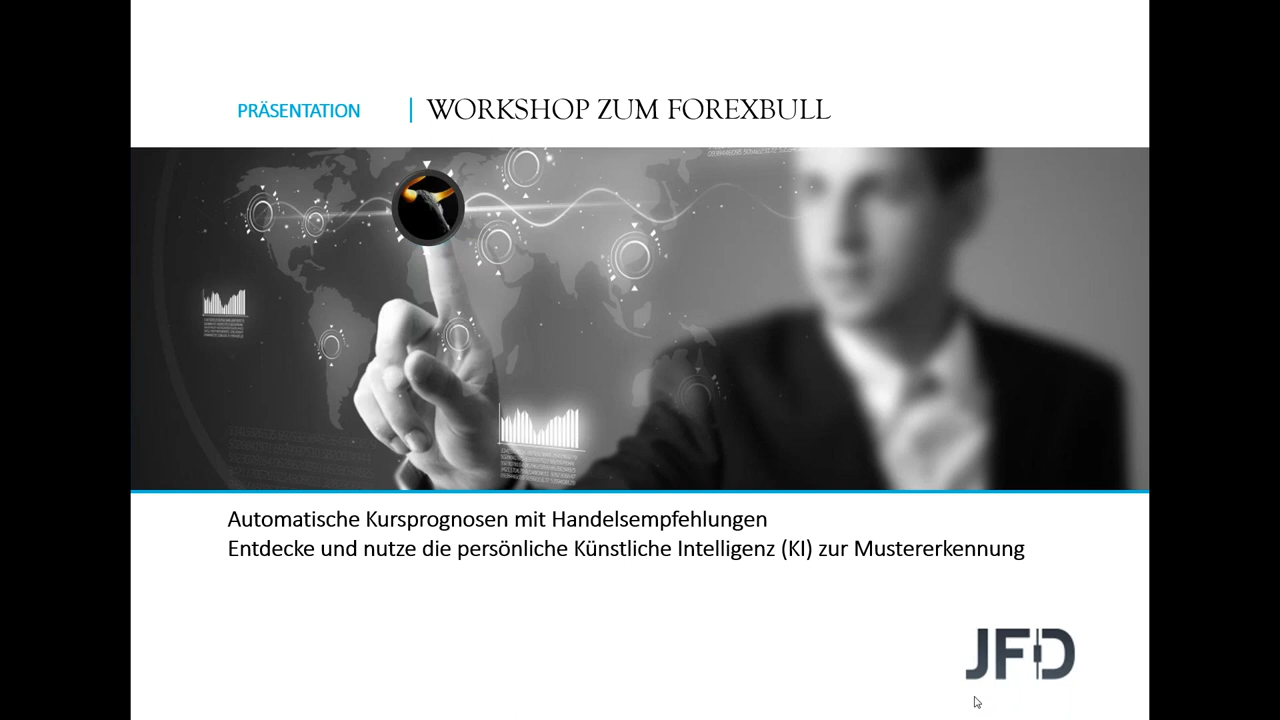 PRÄSENTATION | WORKSHOP ZUM FOREXBULL
Automatische Kursprognosen mit Handelsempfehlungen
Entdecke und nutze die persönliche Künstliche Intelligenz (KI) zur Mustererkennung
JFD